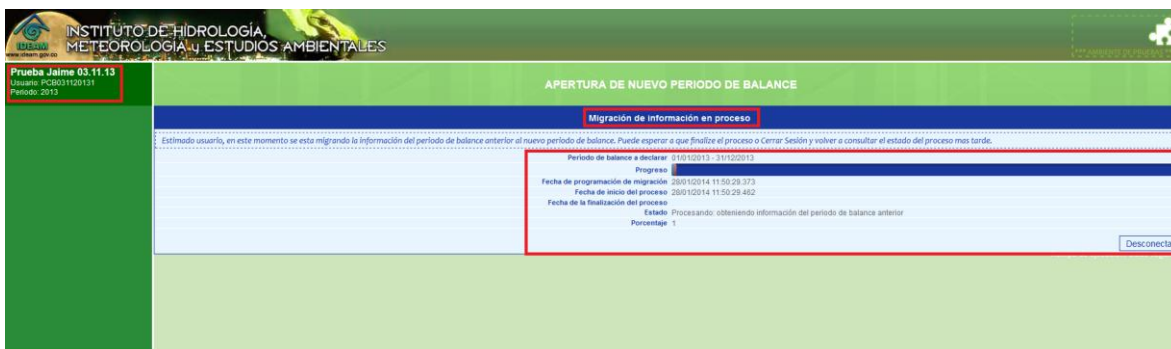 INSTITUTO DE HIDROLOGÍA,
METEOROLOGÍA y ESTUDIOS AMBIENTALES
IDEAM
www.ideam.gov.co
Prueba Jaime 03.11.13
Usuario: PCB031120131
Periodo: 2013
APERTURA DE NUEVO PERIODO DE BALANCE
Migración de información en proceso
Estimado usuario, en este momento se esta migrando la información del periodo de balance anterior al nuevo periodo de balance. Puede esperar a que finalize el proceso o Cerrar Sesión y volver a consultar el estado del proceso mas tarde.
Periodo de balance a declarar 01/01/2013 - 31/12/2013
Progreso
Fecha de programación de migración 28/01/2014 11:50:28.373
Fecha de inicio del proceso 28/01/2014 11:50:29.462
Fecha de la finalización del proceso
Estado Procesando: obteniendo información del periodo de balance anterior
Porcentaje 1
Desconecta